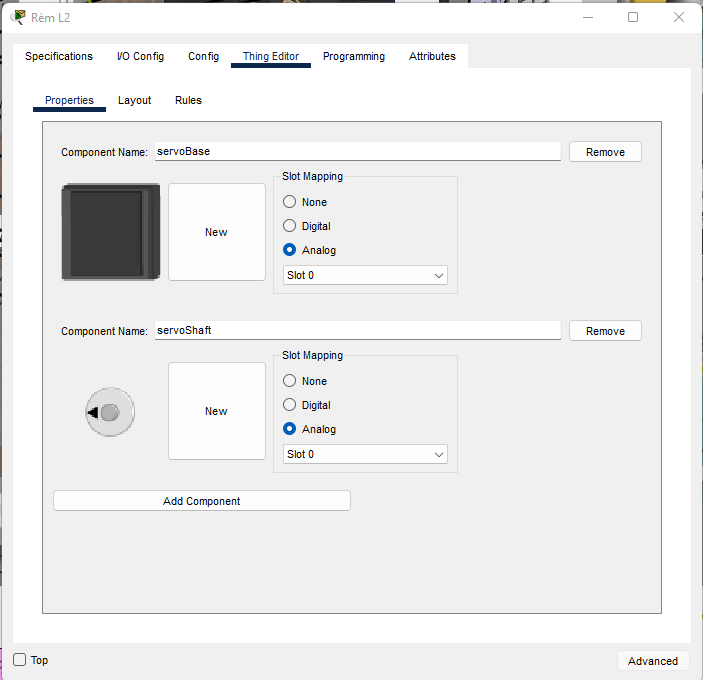 Rèm L2
Specifications I/O Config Config Thing Editor Programming Attributes
Properties Layout Rules
Component Name: servoBase Remove
Slot Mapping
New
None
Digital
Analog
Slot 0
Component Name: servoShaft Remove
Slot Mapping
New
None
Digital
Analog
Slot 0
Add Component
Top Advanced